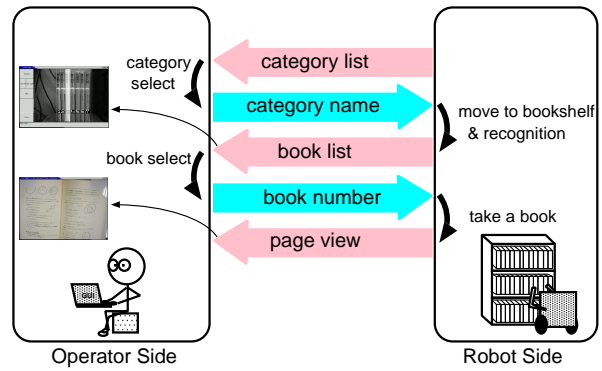 category list
category
select
category name
move to bookshelf
& recognition
book list
book select
book number
take a book
page view
Operator Side
Robot Side